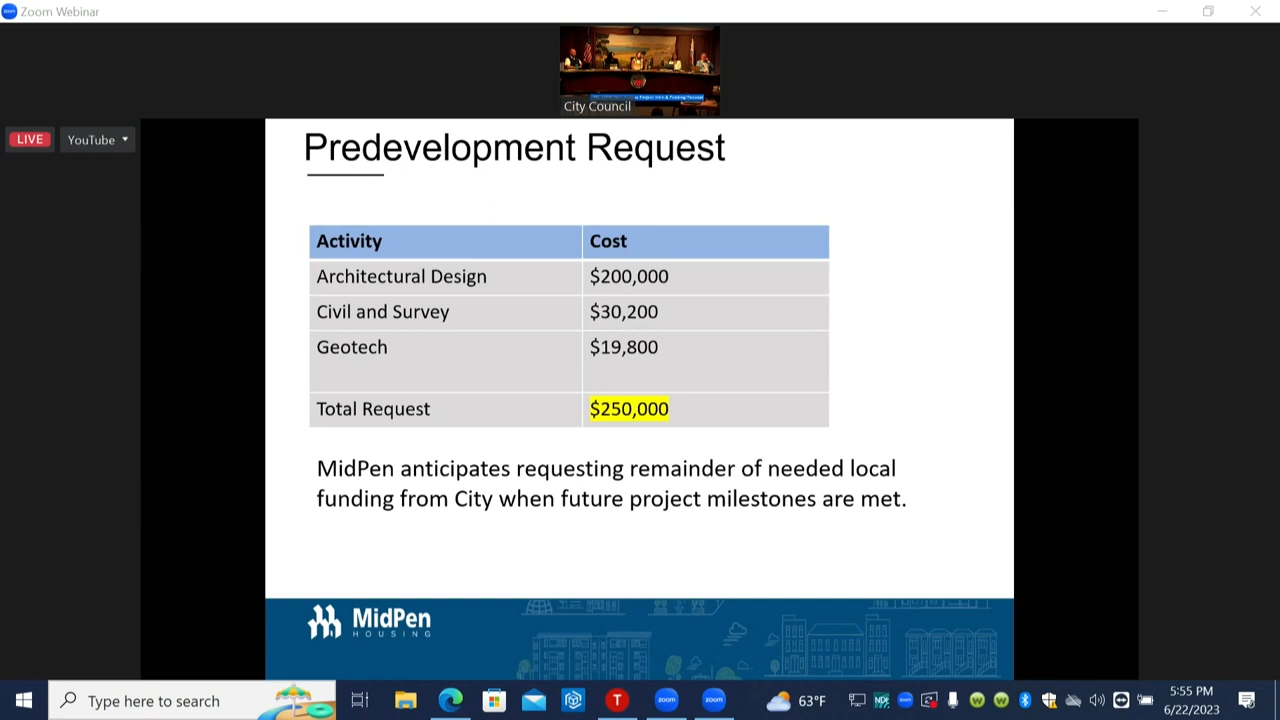 Zoom Webinar
City Council
LIVE
YouTube
Predevelopment Request
Activity Cost
Architectural Design $200,000
Civil and Survey $30,200
Geotech $19,800
Total Request $250,000
MidPen anticipates requesting remainder of needed local
funding from City when future project milestones are met.
MidPen
HOUSING
Type here to search
T
zoom
zoom
63°F
5:55 PM
6/22/2023